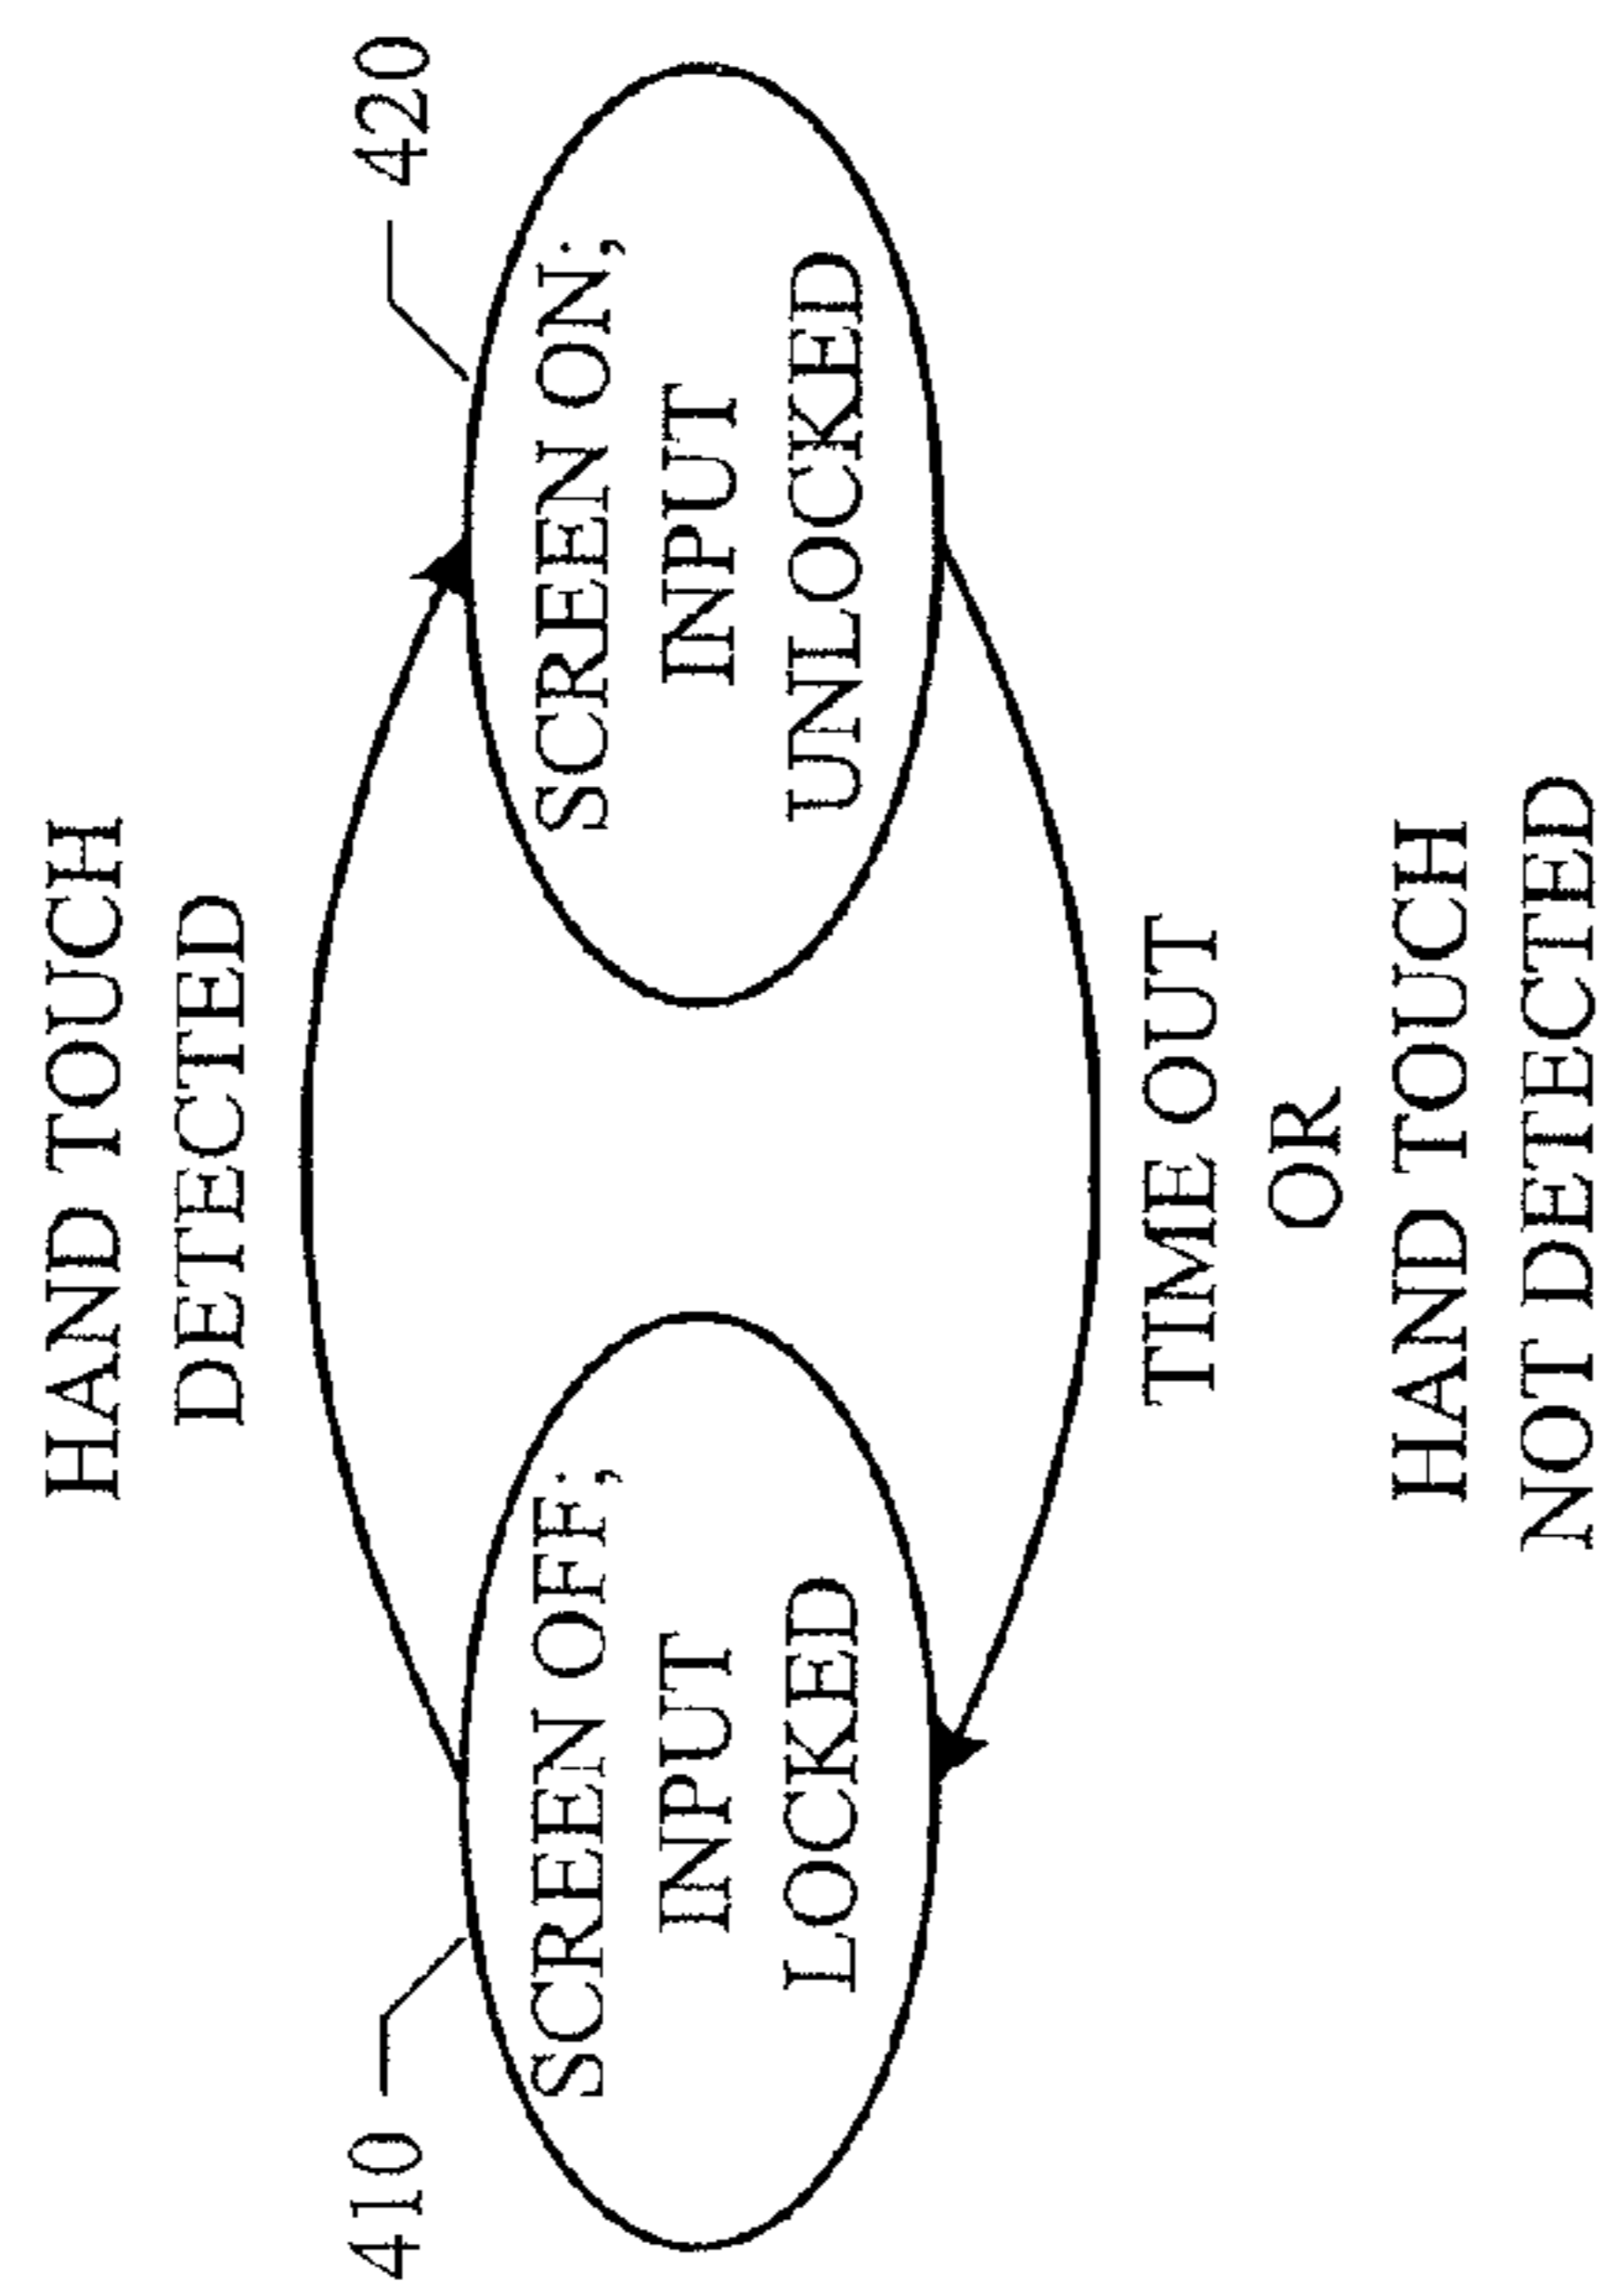 HAND TOUCH
DETECTED
410
420
SCREEN OFF;
INPUT
LOCKED
SCREEN ON;
INPUT
UNLOCKED
TIME OUT
OR
HAND TOUCH
NOT DETECTED